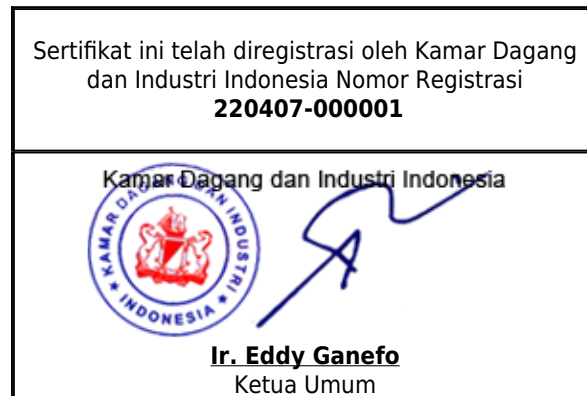 Sertifikat ini telah diregistrasi oleh Kamar Dagang
dan Industri Indonesia Nomor Registrasi
220407-000001
Kamar Dagang dan Industri Indonesia
KAMAR DAGANG DAN INDUSTRI
INDONESIA
Ir. Eddy Ganefo
Ketua Umum